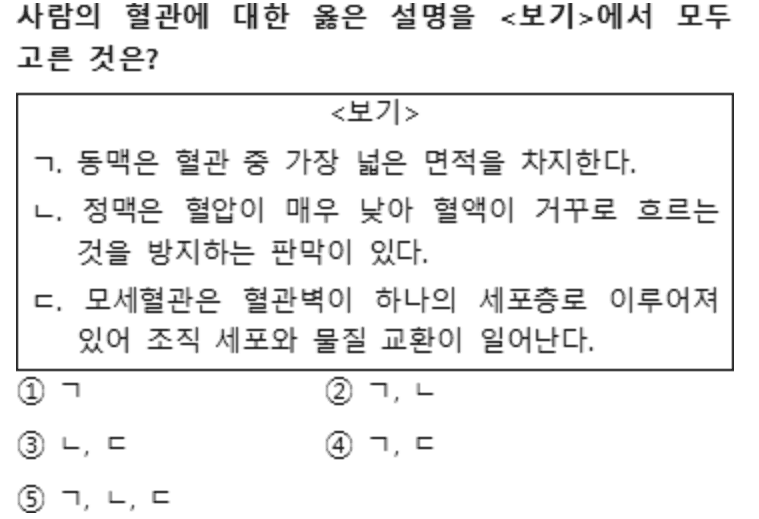 사람의 혈관에 대한 옳은 설명을 <보기>에서 모두
고른 것은?
<보기>
ㄱ. 동맥은 혈관 중 가장 넓은 면적을 차지한다.
ㄴ. 정맥은 혈압이 매우 낮아 혈액이 거꾸로 흐르는
것을 방지하는 판막이 있다.
ㄷ. 모세혈관은 혈관벽이 하나의 세포층로 이루어져
있어 조직 세포와 물질 교환이 일어난다.
① ㄱ ② ㄱ, ㄴ
③ ㄴ, ㄷ ④ ㄱ, ㄷ
⑤ ㄱ, ㄴ, ㄷ